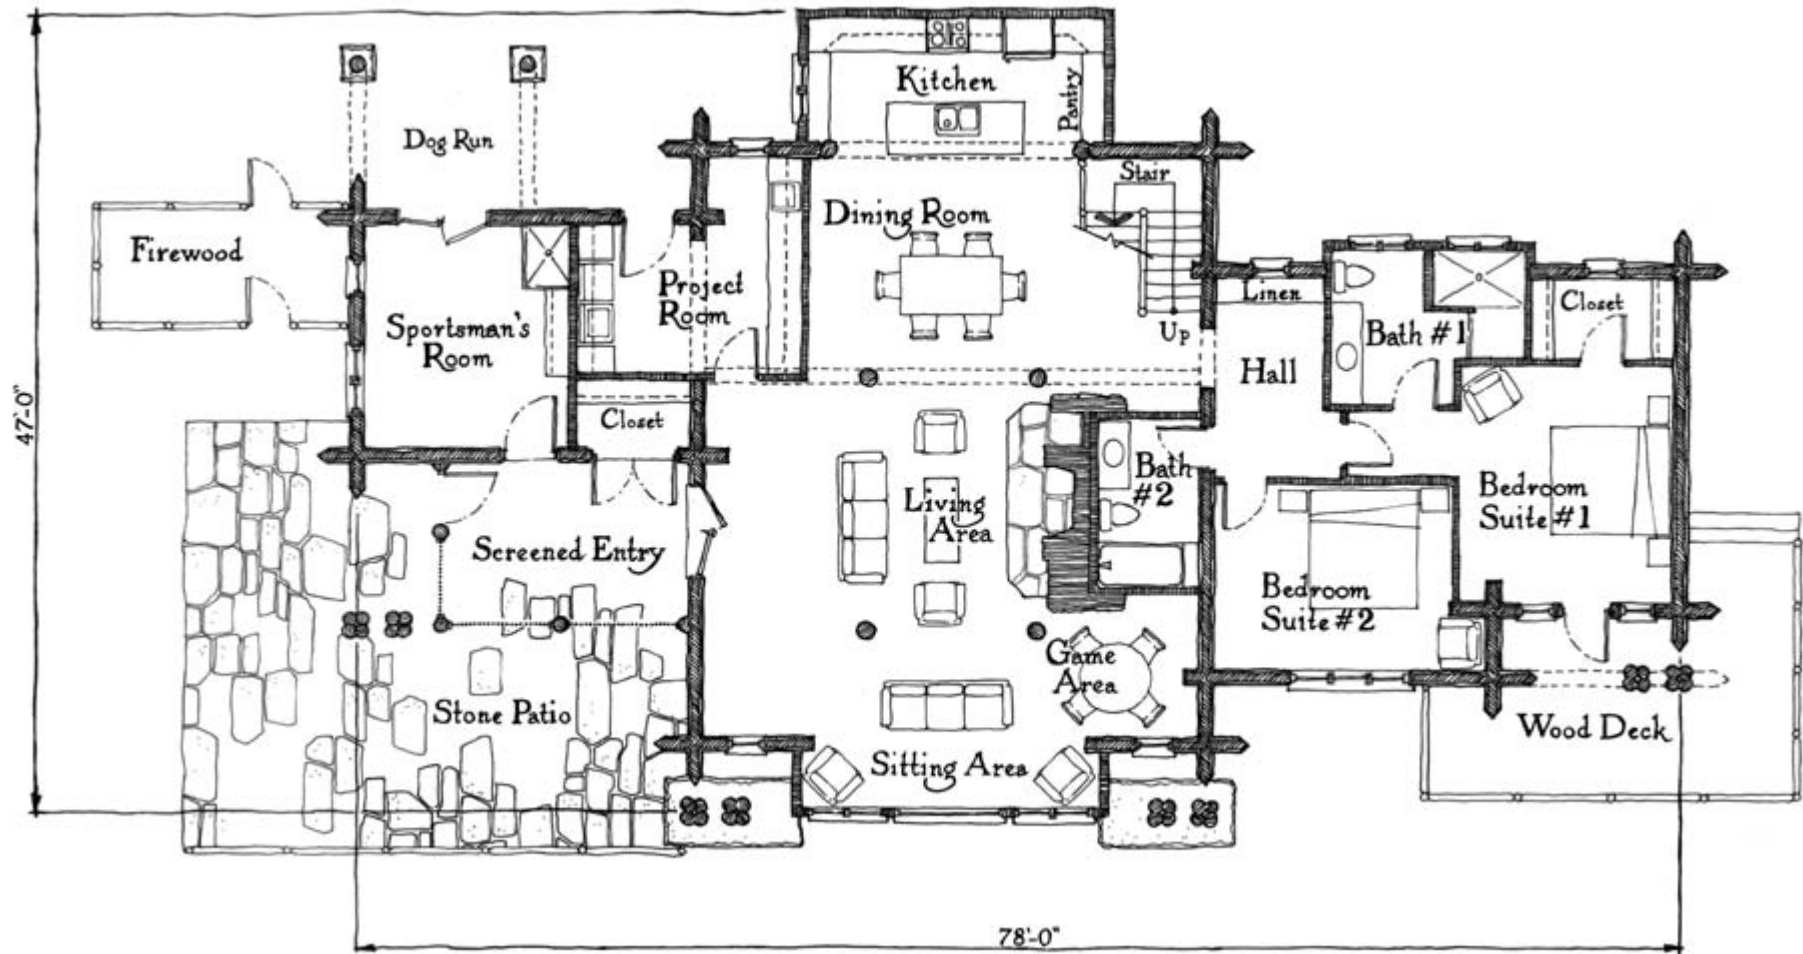 Kitchen
Pantry
Dog Run
Stair
Dining Room
Firewood
Project
Room
Linen
Closet
Sportsman's
Room
Up
Bath #1
Hall
47'-0"
Closet
Living
Area
Bath
#2
Bedroom
Suite #1
Screened Entry
Bedroom
Suite #2
Game
Area
Stone Patio
Wood Deck
Sitting Area
78'-0"